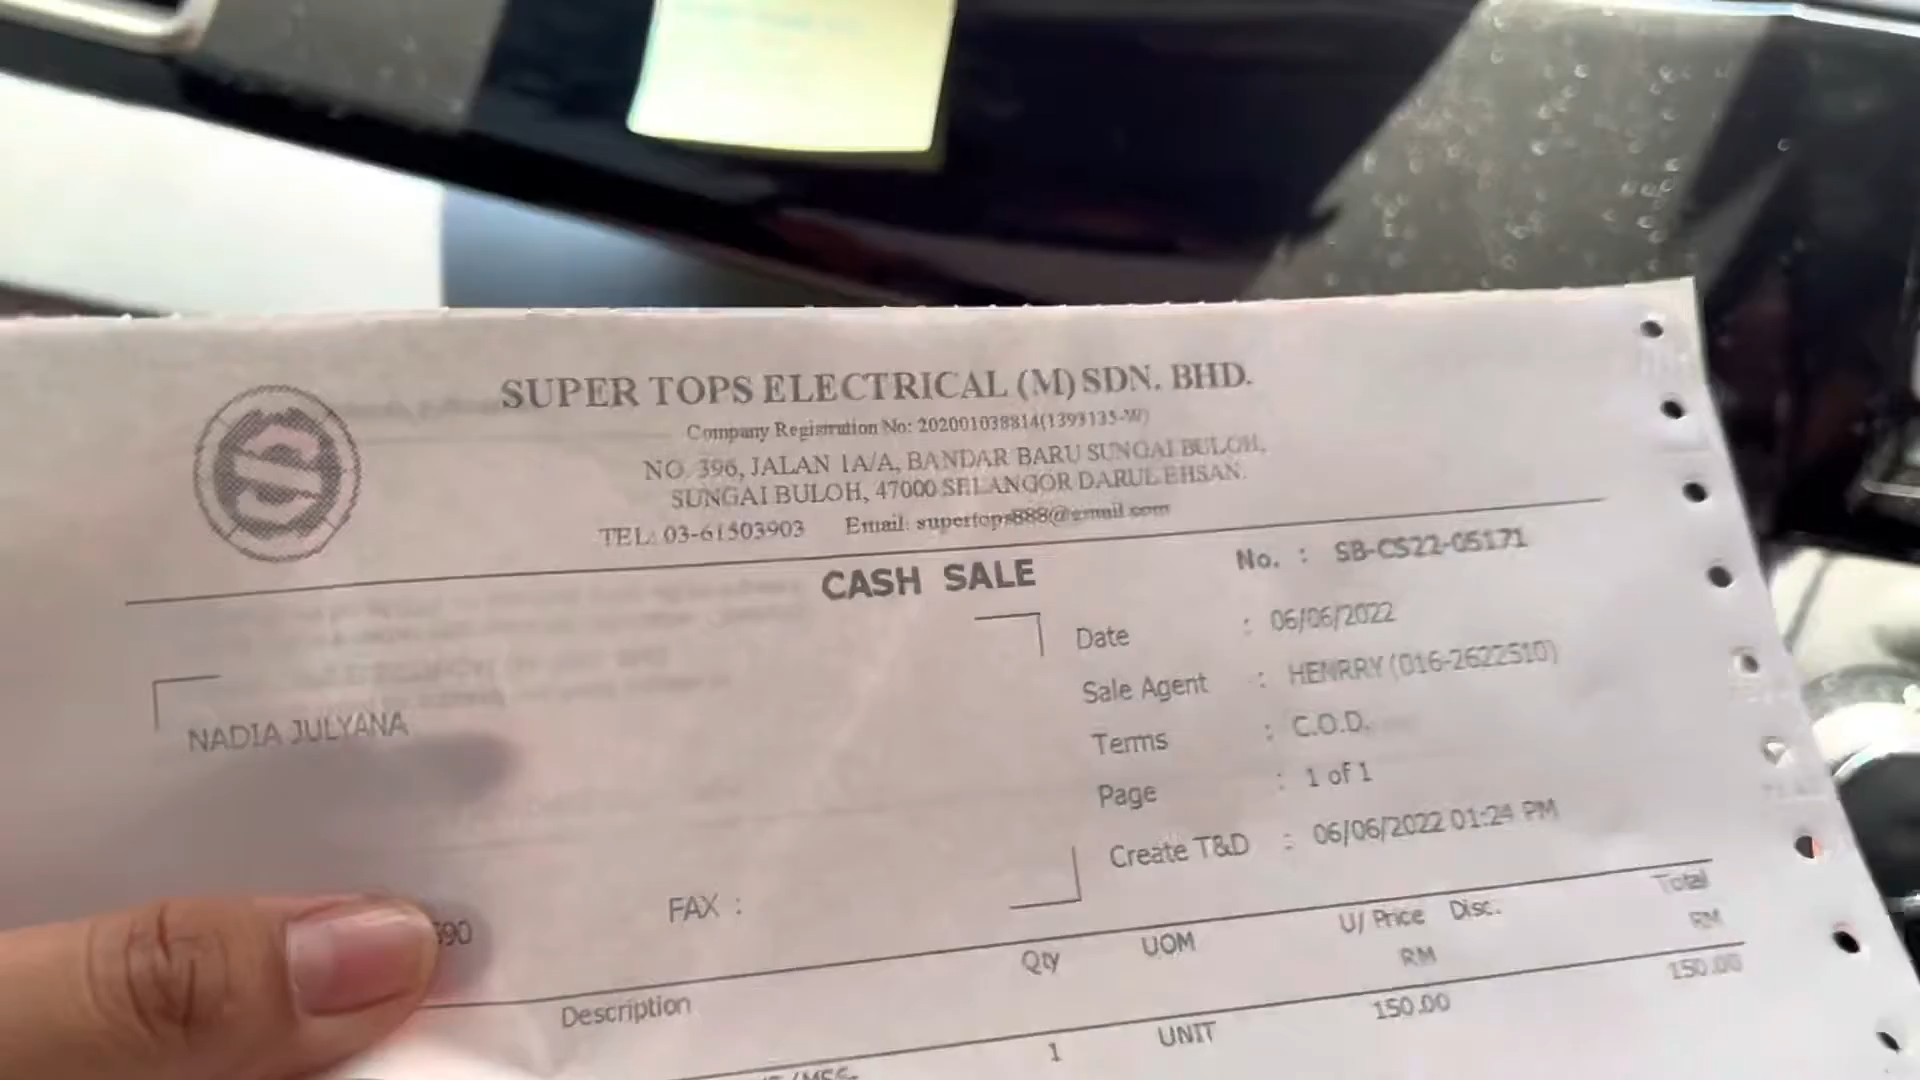 SUPER TOPS ELECTRICAL (M) SDN. BHD.
Company Registration No: 202001038814(1393135-W)
NO. 396, JALAN 1A/A, BANDAR BARU SUNGAI BULOH,
SUNGAI BULOH, 47000 SELANGOR DARUL EHSAN.
TEL: 03-61503903 Email: supertops888@gmail.com
CASH SALE
No. : SB-CS22-05171
NADIA JULYANA
Date : 06/06/2022
Sale Agent : HENRRY (016-2622510)
Terms : C.O.D.
Page : 1 of 1
Create T&D : 06/06/2022 01:24 PM
FAX :
Description Qty UOM U/ Price Disc. Total
RM RM
1 UNIT 150.00 150.00